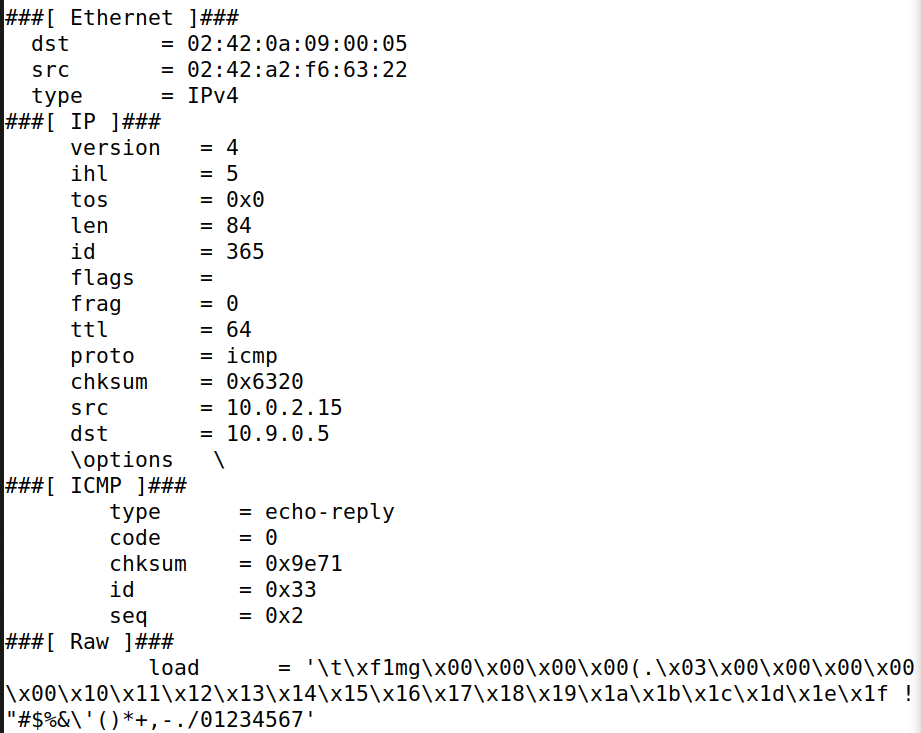 ###[ Ethernet ]###
  dst       = 02:42:0a:09:00:05
  src       = 02:42:a2:f6:63:22
  type      = IPv4
###[ IP ]###
     version   = 4
     ihl       = 5
     tos       = 0x0
     len       = 84
     id        = 365
     flags     =
     frag      = 0
     ttl       = 64
     proto     = icmp
     chksum    = 0x6320
     src       = 10.0.2.15
     dst       = 10.9.0.5
     \options   \
###[ ICMP ]###
        type      = echo-reply
        code      = 0
        chksum    = 0x9e71
        id        = 0x33
        seq       = 0x2
###[ Raw ]###
           load      = '\t\xf1mg\x00\x00\x00\x00(.\x03\x00\x00\x00\x00
\x00\x10\x11\x12\x13\x14\x15\x16\x17\x18\x19\x1a\x1b\x1c\x1d\x1e\x1f !
"#$%&\'()*+,-./01234567'